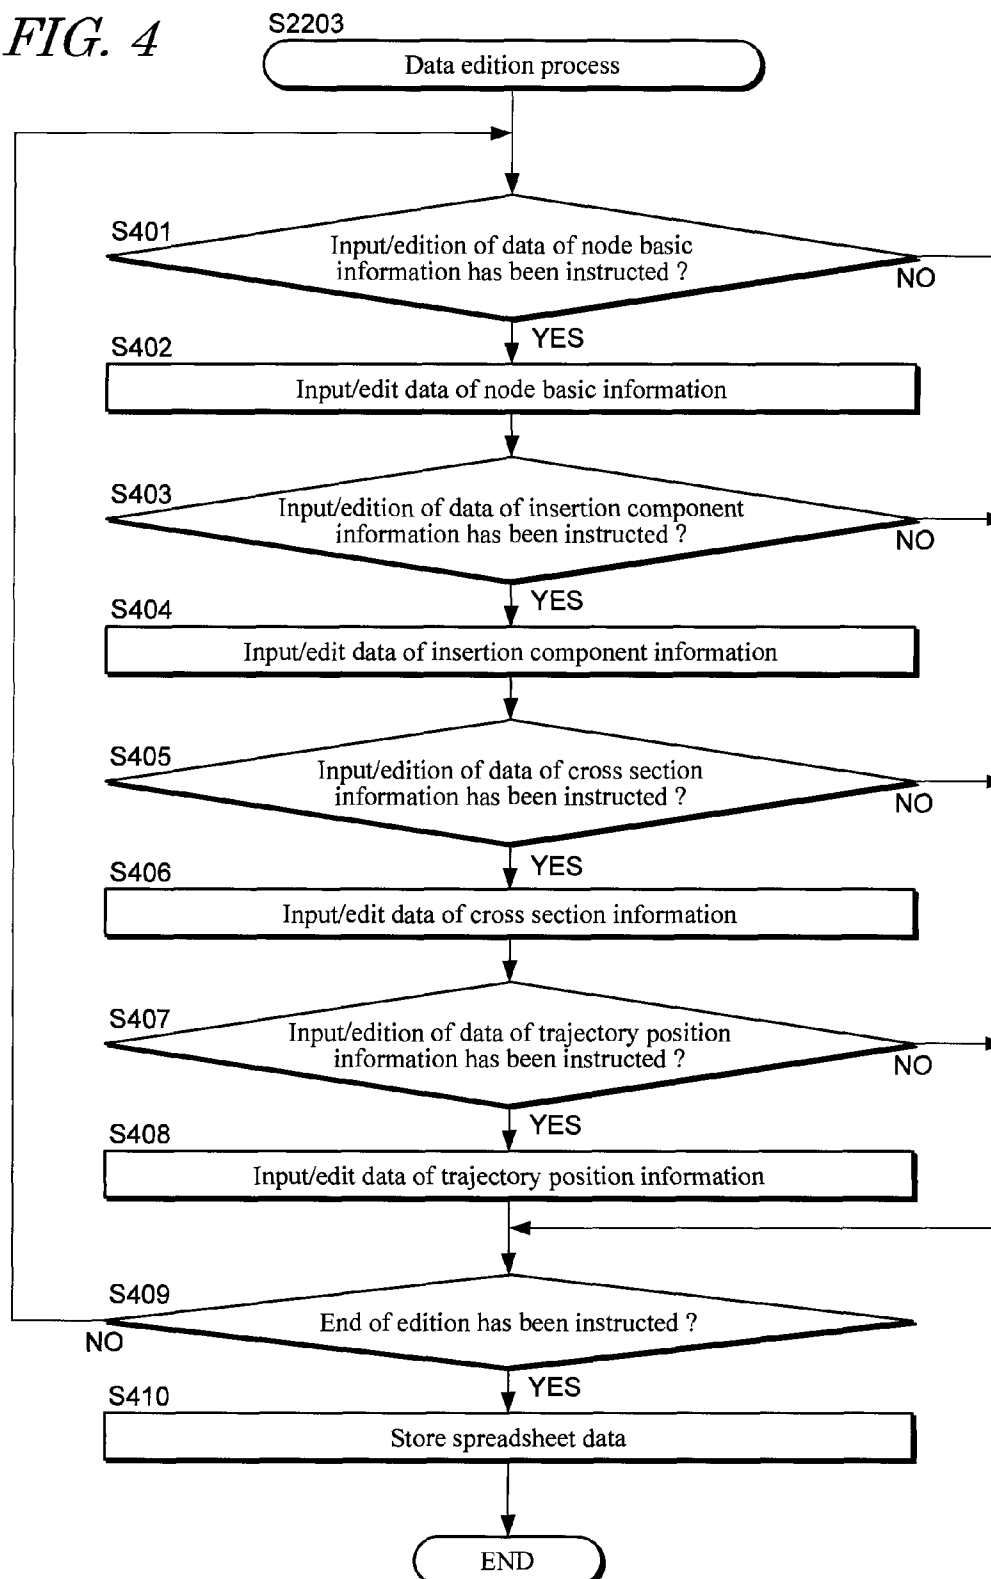 FIG. 4
S2203
Data edition process
S401
Input/edition of data of node basic
information has been instructed ?
NO
YES
S402
Input/edit data of node basic information
S403
Input/edition of data of insertion component
information has been instructed ?
NO
YES
S404
Input/edit data of insertion component information
S405
Input/edition of data of cross section
information has been instructed ?
NO
YES
S406
Input/edit data of cross section information
S407
Input/edition of data of trajectory position
information has been instructed ?
NO
YES
S408
Input/edit data of trajectory position information
S409
End of edition has been instructed ?
NO
YES
S410
Store spreadsheet data
END